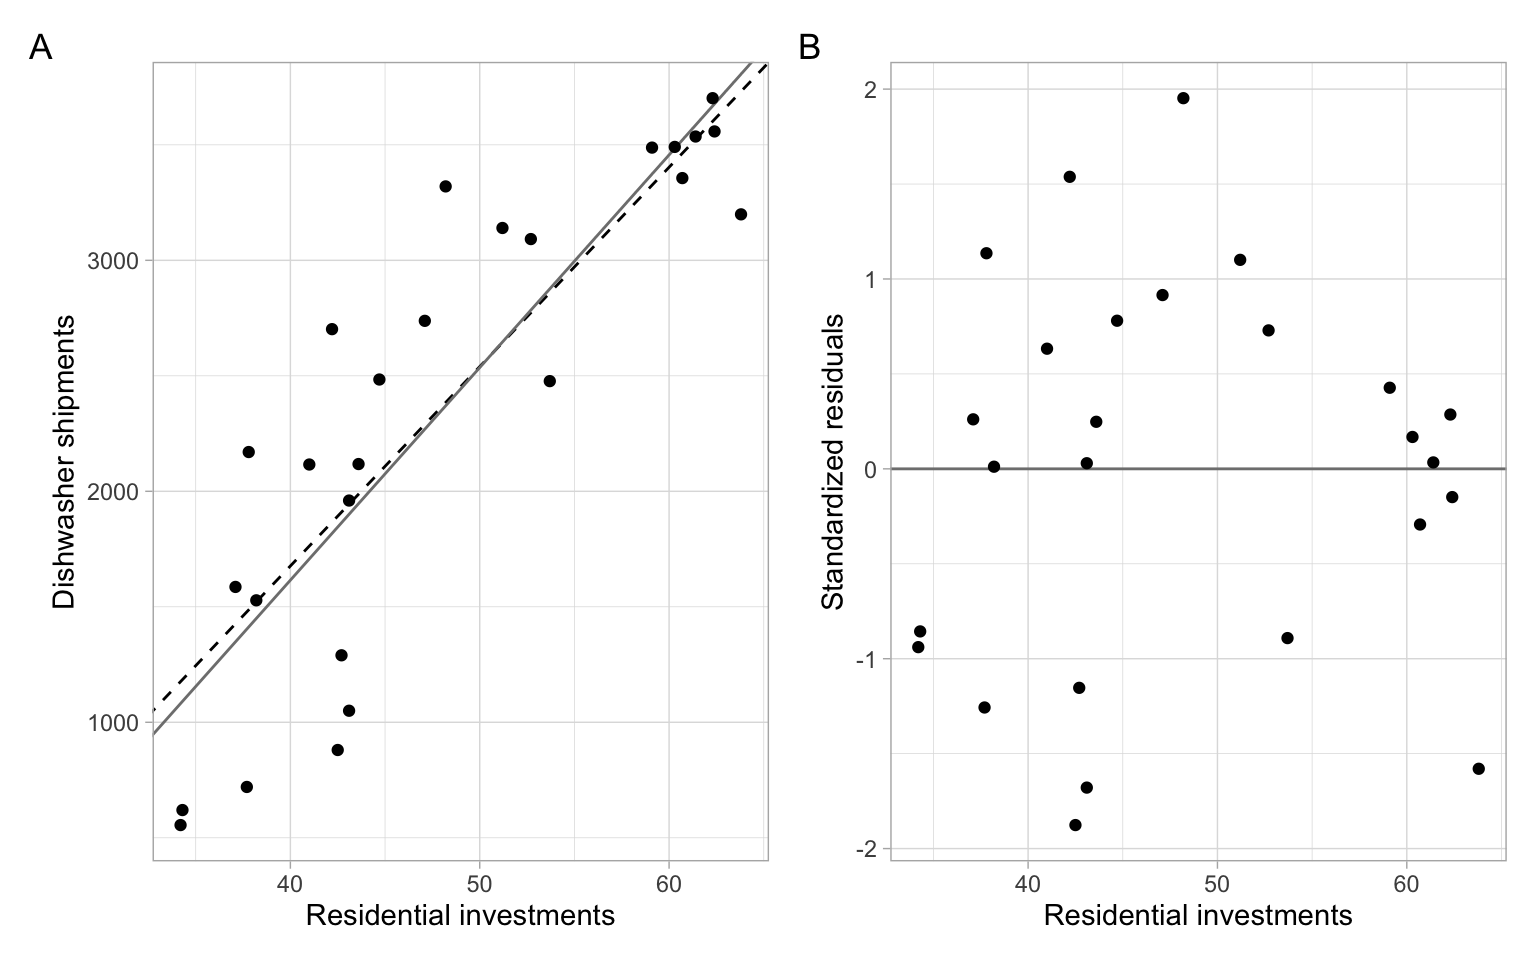 A
Dishwasher shipments
3000
2000
1000
40 50 60
Residential investments
B
Standardized residuals
2
1
0
-1
-2
40 50 60
Residential investments